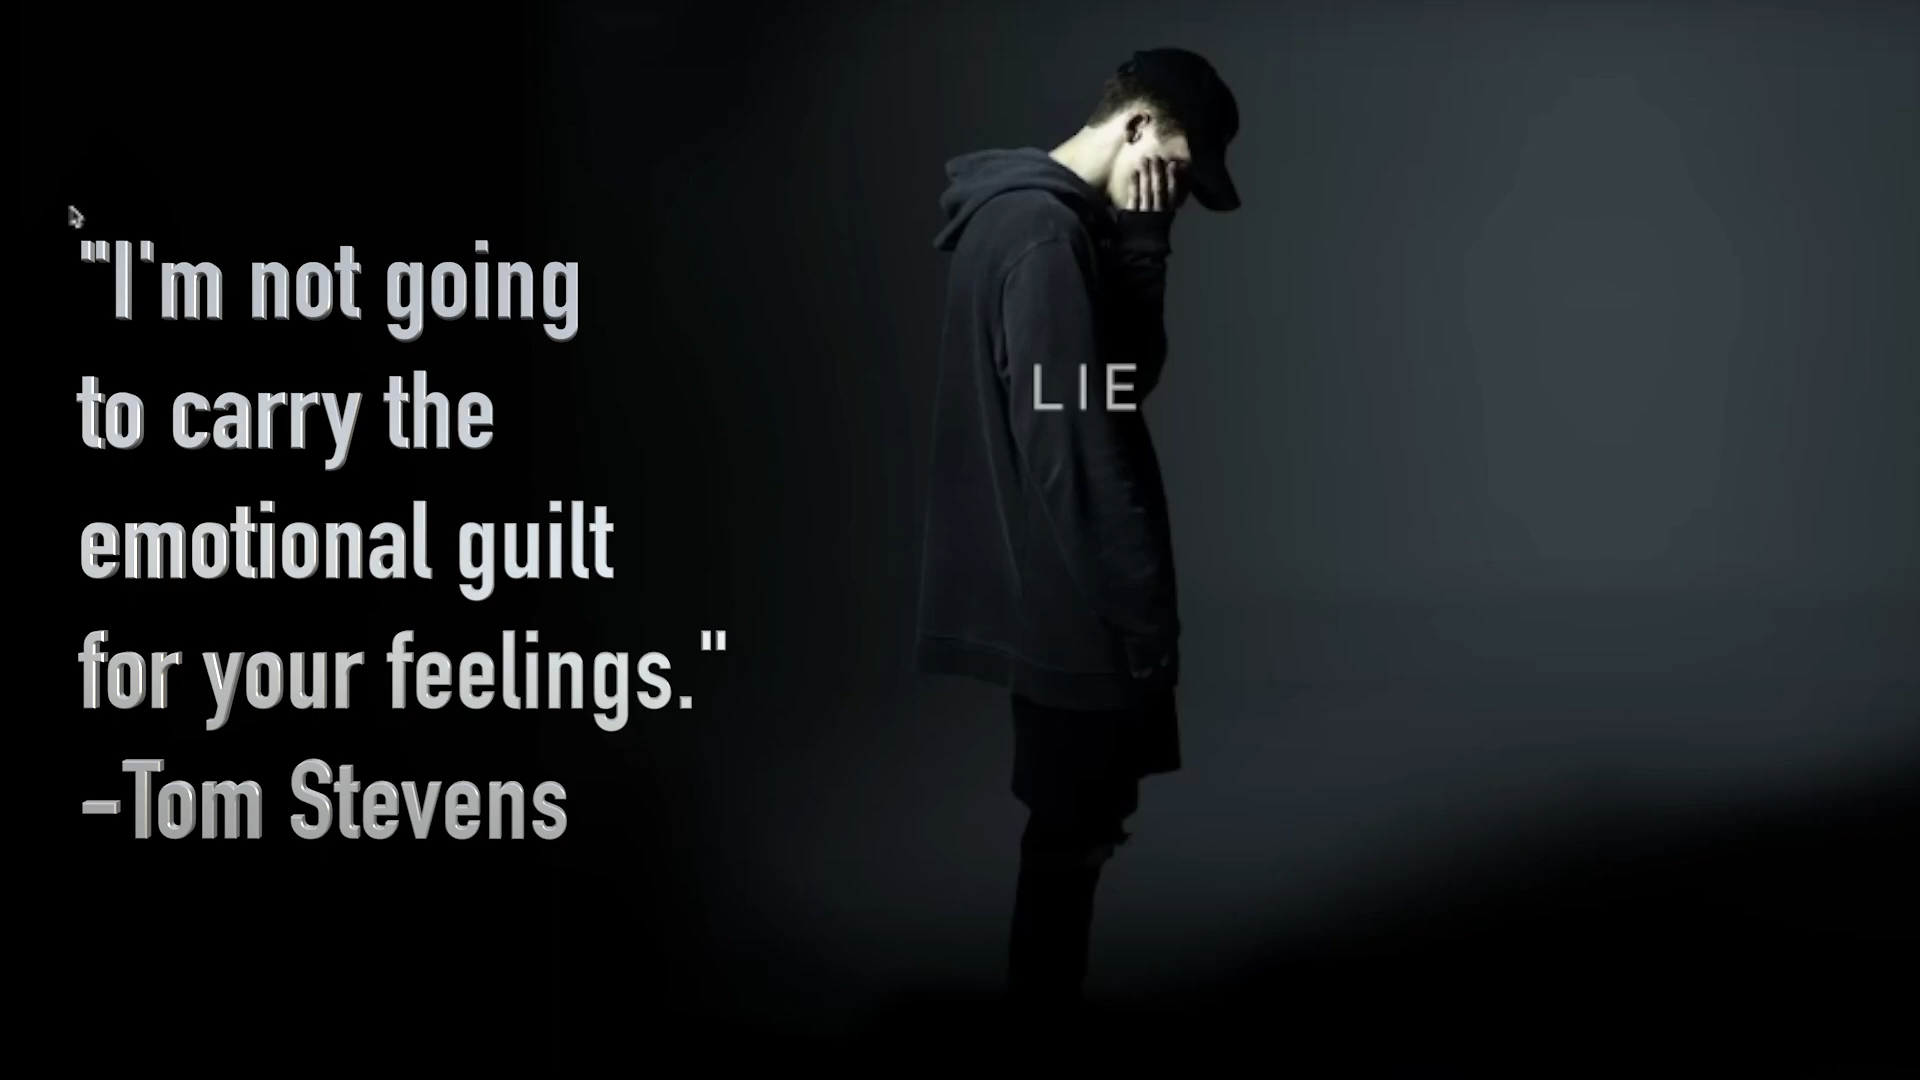 "I'm not going
to carry the
emotional guilt
for your feelings."
-Tom Stevens
LIE